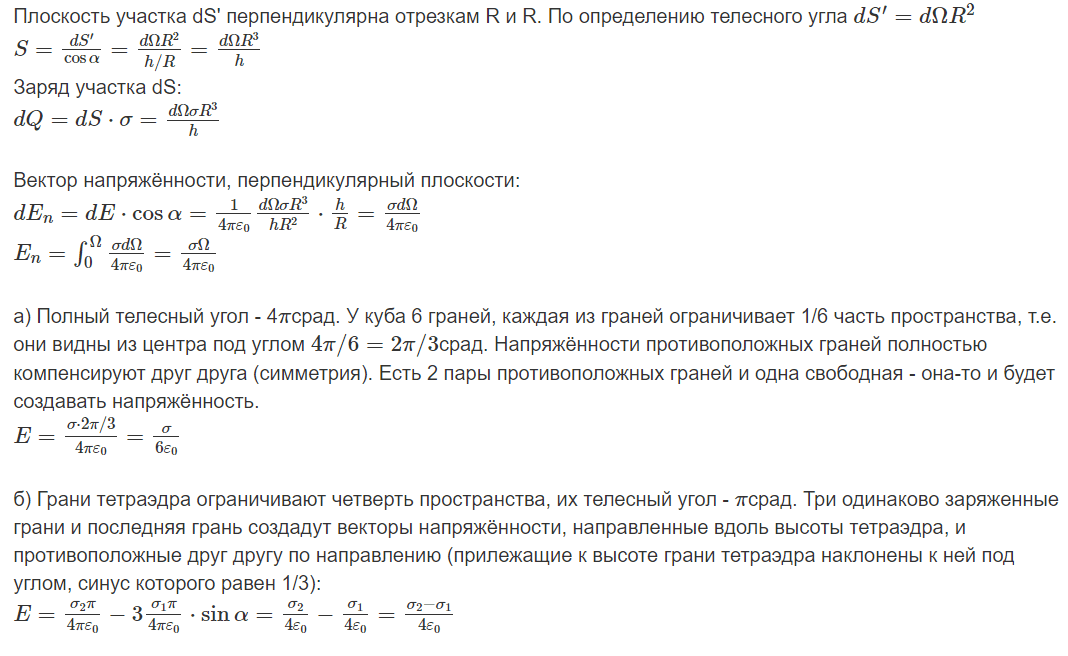 Плоскость участка dS' перпендикулярна отрезкам R и R. По определению телесного угла $dS' = d\Omega R^2$
$S = \frac{dS'}{\cos\alpha} = \frac{d\Omega R^2}{h/R} = \frac{d\Omega R^3}{h}$
Заряд участка dS:
$dQ = dS \cdot \sigma = \frac{d\Omega\sigma R^3}{h}$
Вектор напряжённости, перпендикулярный плоскости:
$dE_n = dE \cdot \cos\alpha = \frac{1}{4\pi\varepsilon_0} \frac{d\Omega\sigma R^3}{hR^2} \cdot \frac{h}{R} = \frac{\sigma d\Omega}{4\pi\varepsilon_0}$
$E_n = \int_0^\Omega \frac{\sigma d\Omega}{4\pi\varepsilon_0} = \frac{\sigma\Omega}{4\pi\varepsilon_0}$
а) Полный телесный угол - $4\pi$срад. У куба 6 граней, каждая из граней ограничивает 1/6 часть пространства, т.е.
они видны из центра под углом $4\pi/6 = 2\pi/3$срад. Напряжённости противоположных граней полностью
компенсируют друг друга (симметрия). Есть 2 пары противоположных граней и одна свободная - она-то и будет
создавать напряжённость.
$E = \frac{\sigma \cdot 2\pi/3}{4\pi\varepsilon_0} = \frac{\sigma}{6\varepsilon_0}$
б) Грани тетраэдра ограничивают четверть пространства, их телесный угол - $\pi$срад. Три одинаково заряженные
грани и последняя грань создадут векторы напряжённости, направленные вдоль высоты тетраэдра, и
противоположные друг другу по направлению (прилежащие к высоте грани тетраэдра наклонены к ней под
углом, синус которого равен 1/3):
$E = \frac{\sigma_2\pi}{4\pi\varepsilon_0} - 3\frac{\sigma_1\pi}{4\pi\varepsilon_0} \cdot \sin\alpha = \frac{\sigma_2}{4\varepsilon_0} - \frac{\sigma_1}{4\varepsilon_0} = \frac{\sigma_2 - \sigma_1}{4\varepsilon_0}$